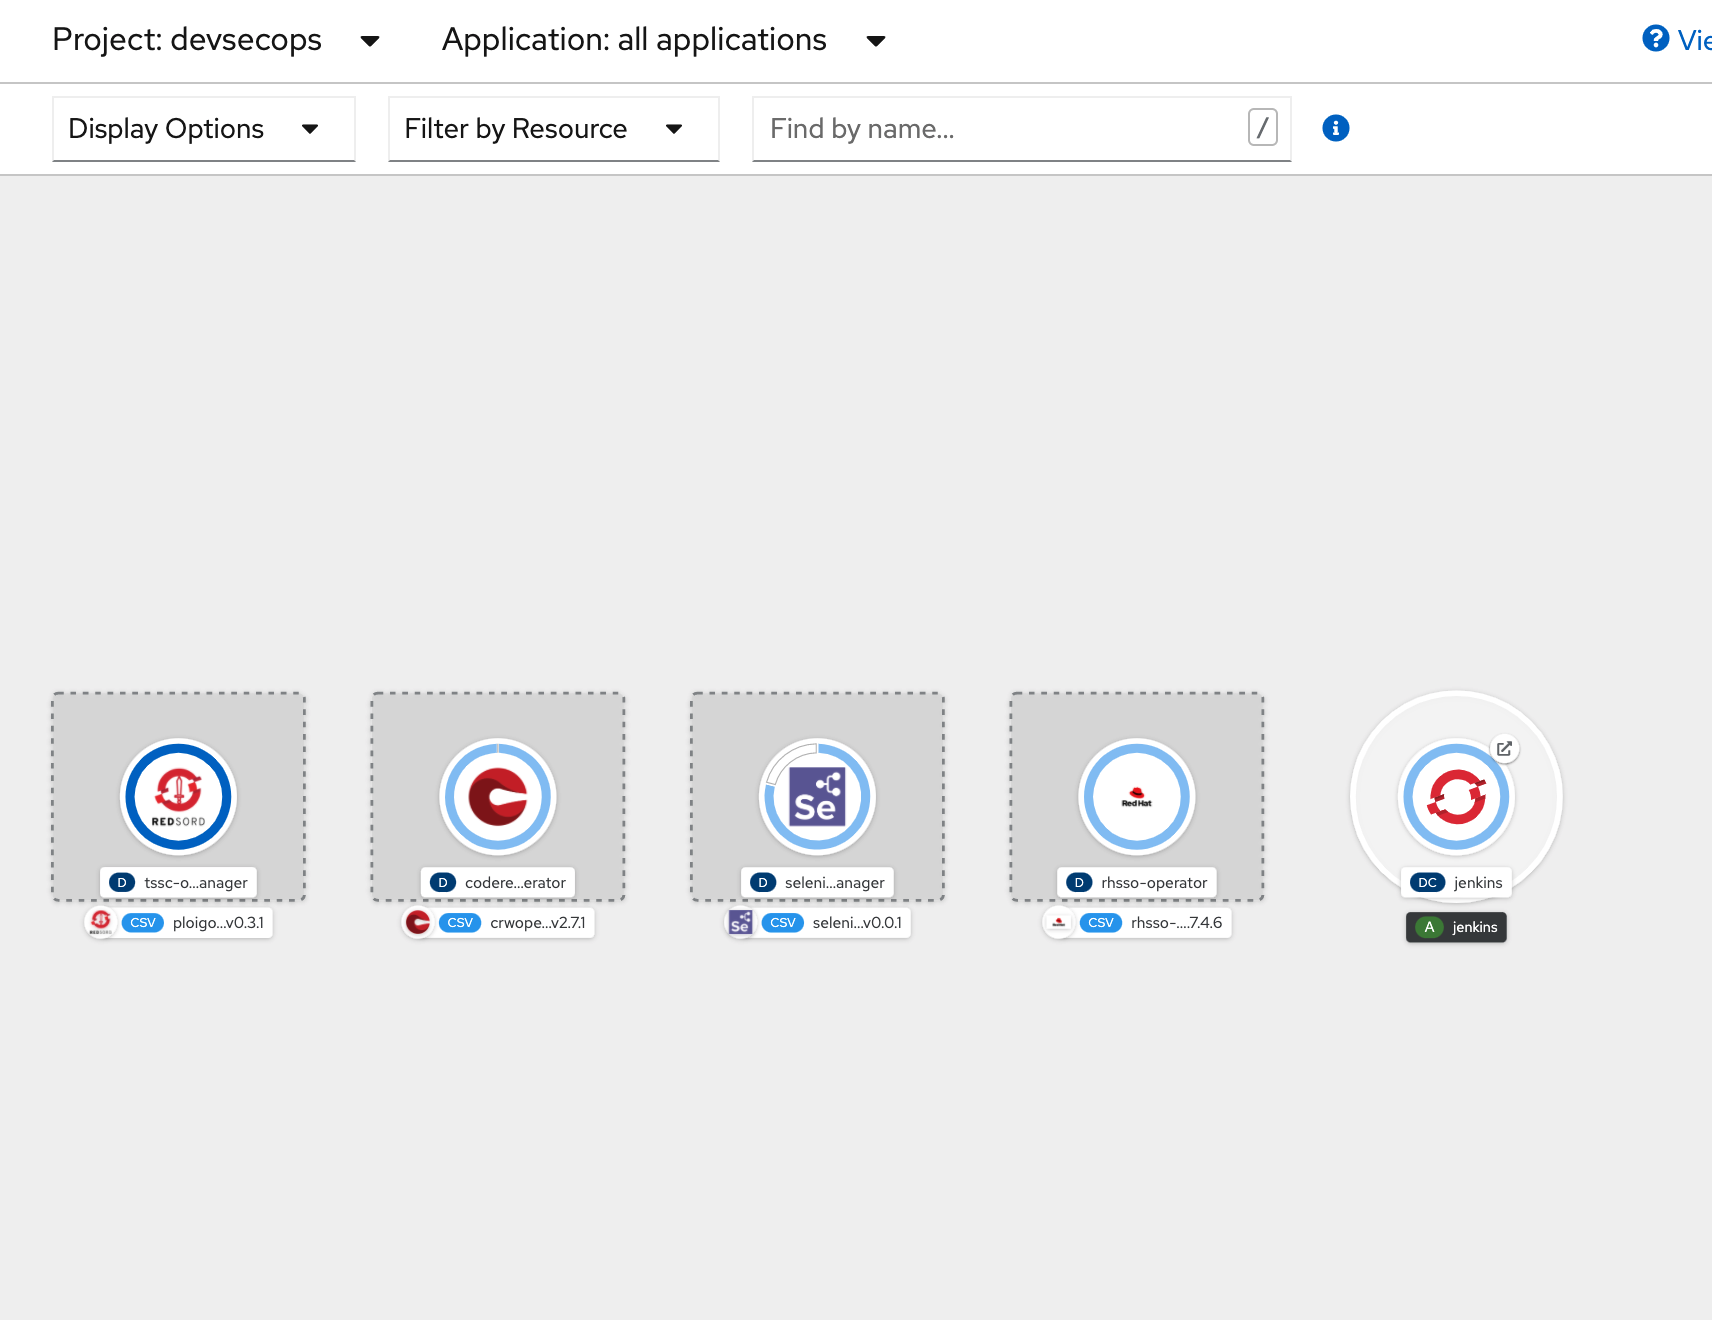 Project: devsecops Application: all applications Vie
Display Options Filter by Resource Find by name... /
REDSORD Se Red Hat
D tssc-o...anager D codere...erator D seleni...anager D rhsso-operator DC jenkins
CSV ploigo...v0.3.1 CSV crwope...v2.7.1 Se CSV seleni...v0.0.1 CSV rhsso-....7.4.6 A jenkins